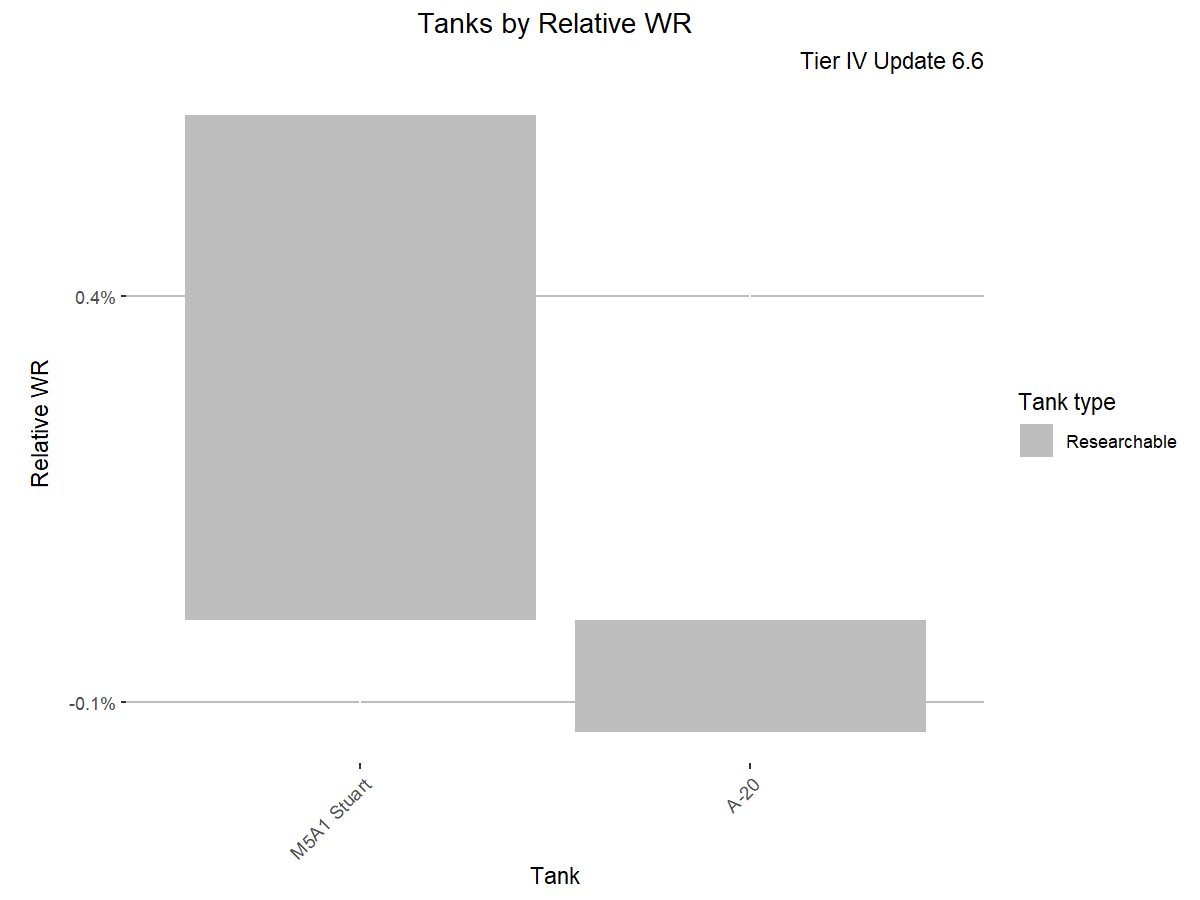 Tanks by Relative WR
Tier IV Update 6.6
0.4%
-0.1%
Relative WR
M5A1 Stuart
A-20
Tank
Tank type
Researchable